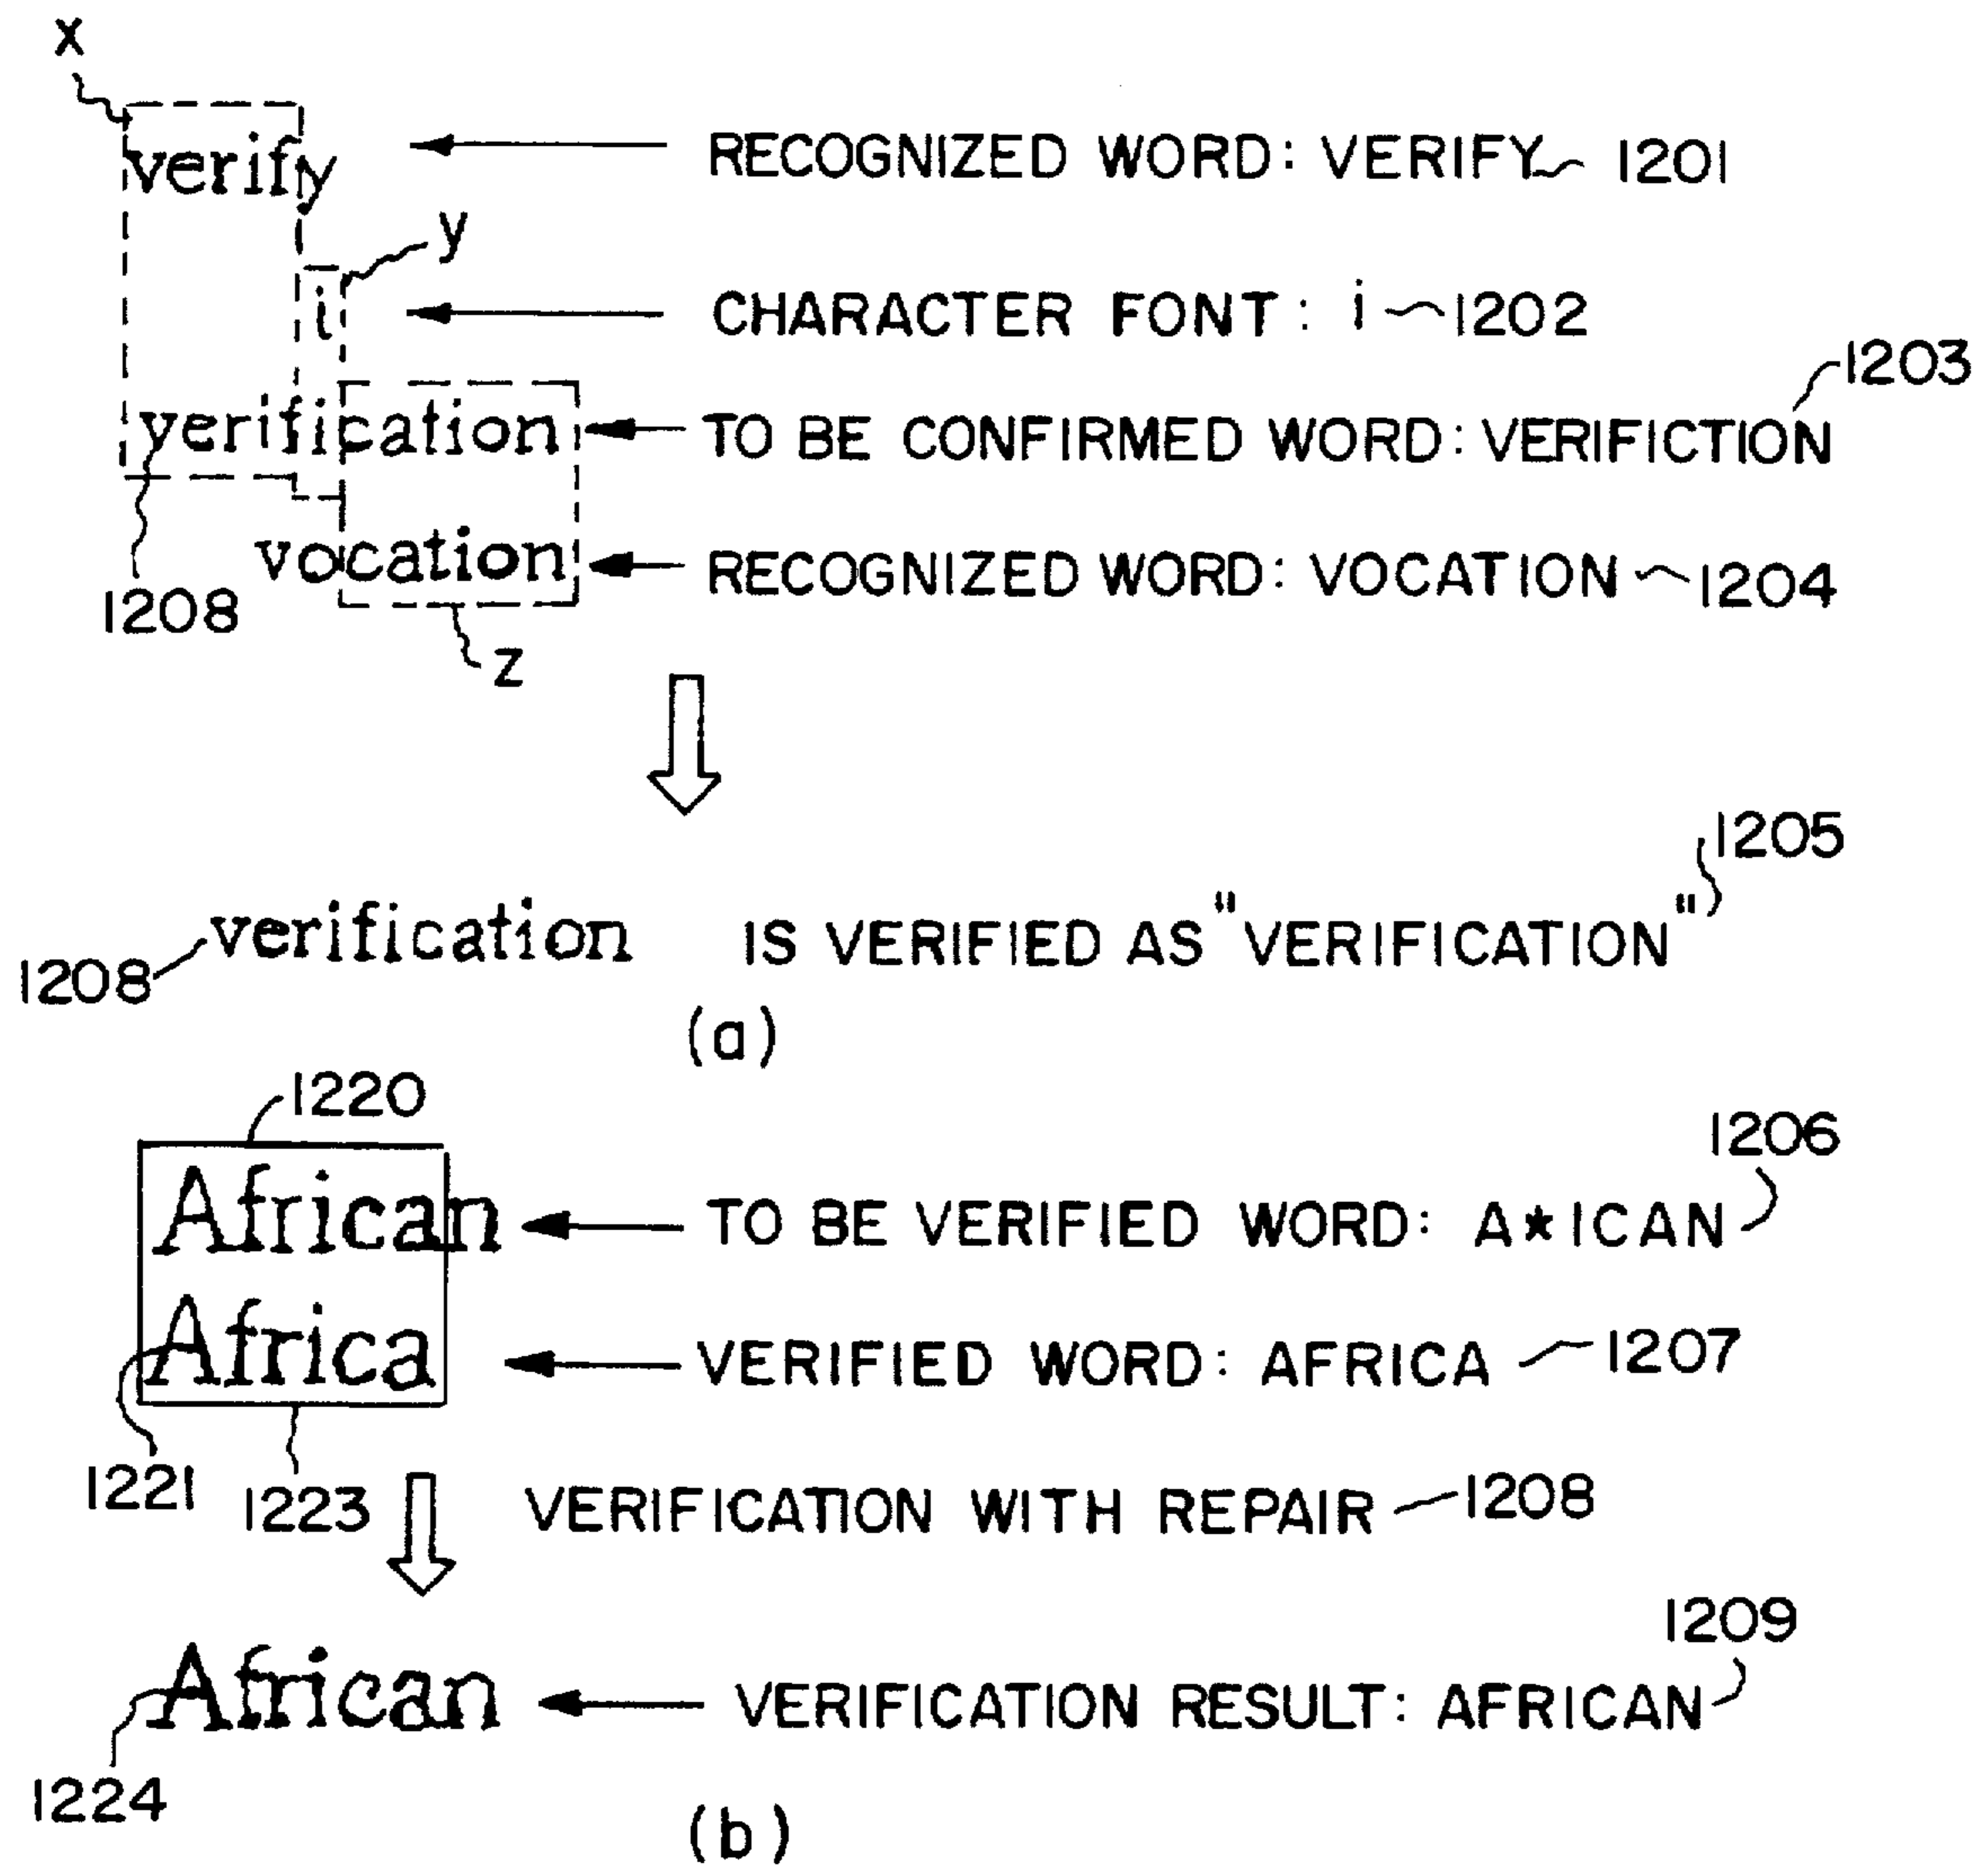 x
verify RECOGNIZED WORD: VERIFY 1201
y
i CHARACTER FONT: i 1202
1203
verification TO BE CONFIRMED WORD: VERIFICTION
vocation RECOGNIZED WORD: VOCATION 1204
1208
z
1205
verification IS VERIFIED AS "VERIFICATION"
1208
(a)
1220
1206
African TO BE VERIFIED WORD: A★ICAN
Africa VERIFIED WORD: AFRICA 1207
1221 1223 VERIFICATION WITH REPAIR 1208
1209
African VERIFICATION RESULT: AFRICAN
1224
(b)